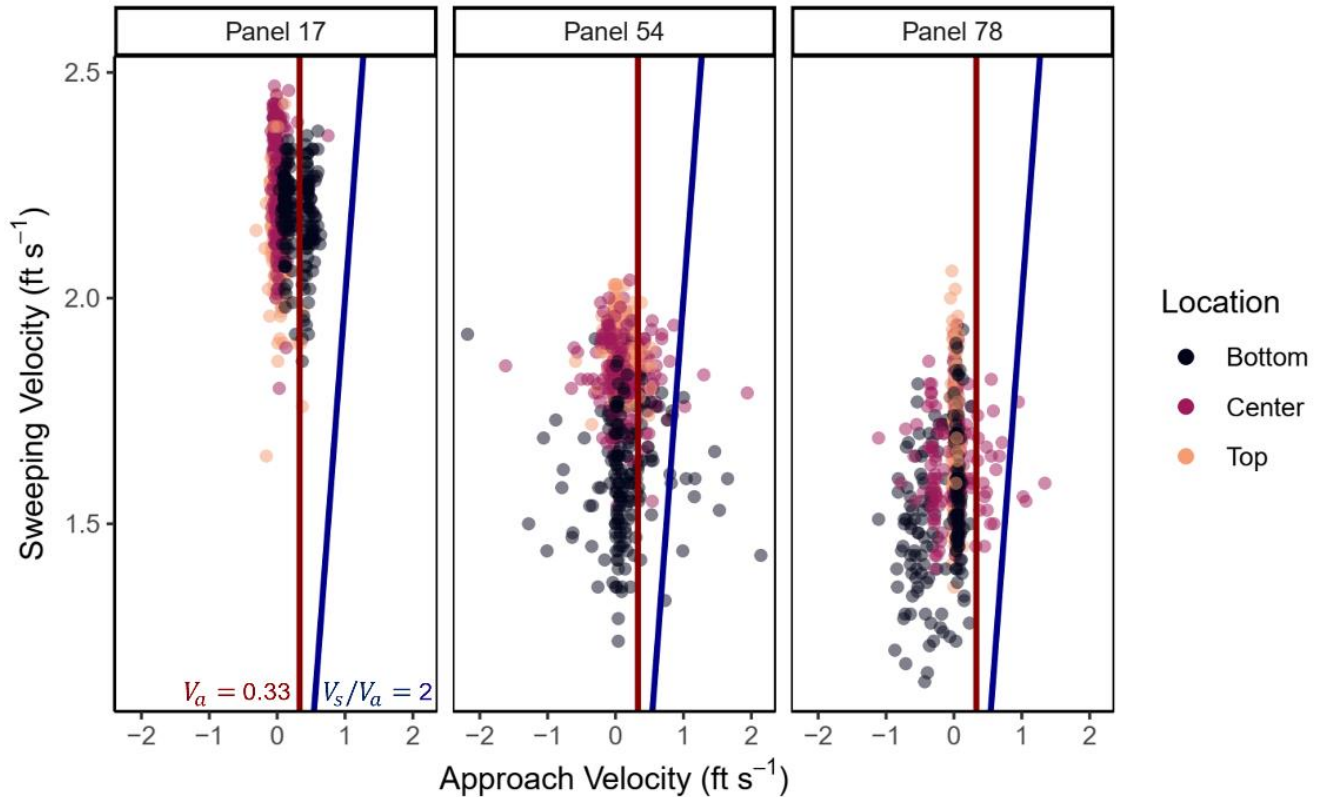 Panel 17 Panel 54 Panel 78
2.5
2.0
1.5
Sweeping Velocity (ft s⁻¹)
Vₐ = 0.33 Vₛ/Vₐ = 2
−2 −1 0 1 2 −2 −1 0 1 2 −2 −1 0 1 2
Approach Velocity (ft s⁻¹)
Location
Bottom
Center
Top